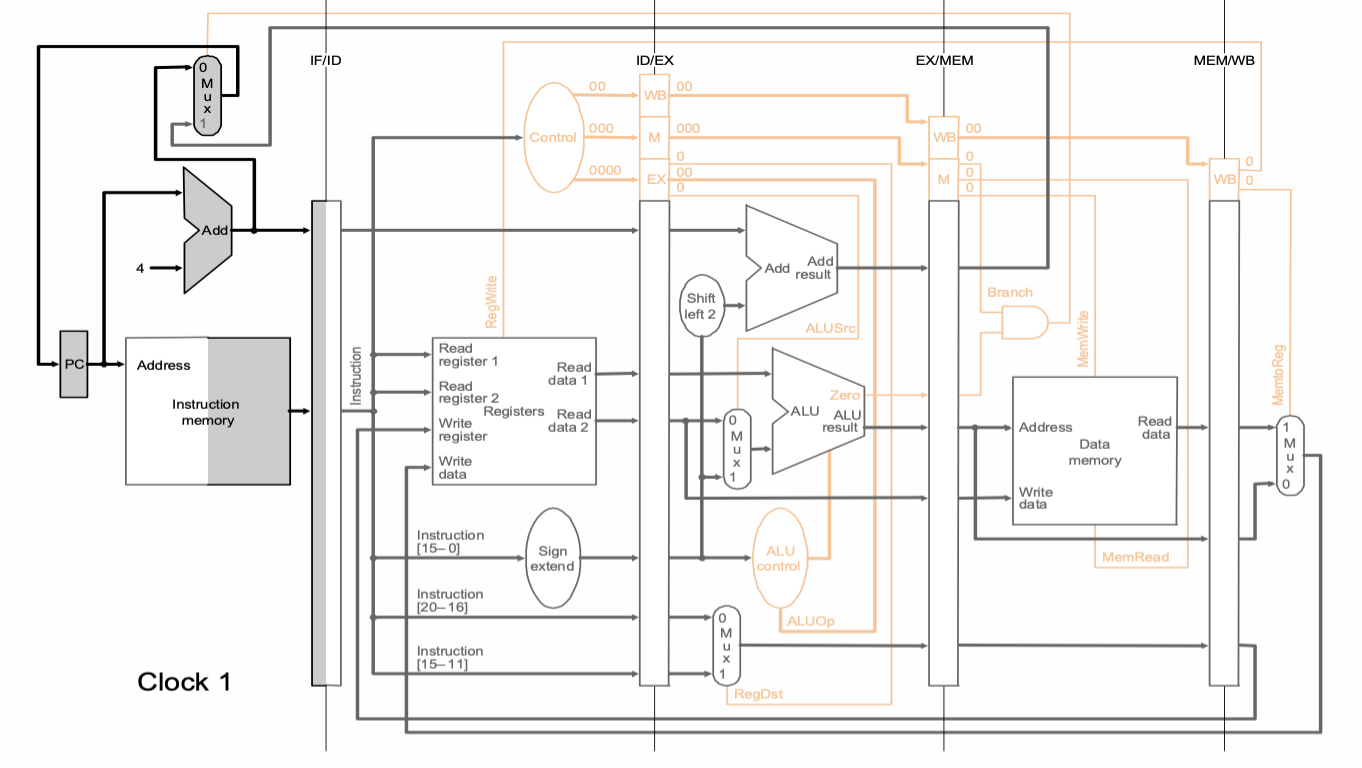 IF/ID
ID/EX
EX/MEM
MEM/WB
0
M
u
x
1
Control
00
000
0000
WB
M
EX
00
000
0
00
0
WB
M
00
0
0
0
WB
0
0
Add
4
Add
Add
result
Shift
left 2
Branch
RegWrite
ALUSrc
MemWrite
MemtoReg
PC
Address
Instruction
memory
Instruction
Read
register 1
Read
register 2
Write
register
Write
data
Registers
Read
data 1
Read
data 2
0
M
u
x
1
Zero
ALU
ALU
result
Address
Data
memory
Read
data
Write
data
1
M
u
x
0
Instruction
[15–0]
Sign
extend
ALU
control
MemRead
Instruction
[20–16]
0
M
u
x
1
ALUOp
Instruction
[15–11]
RegDst
Clock 1